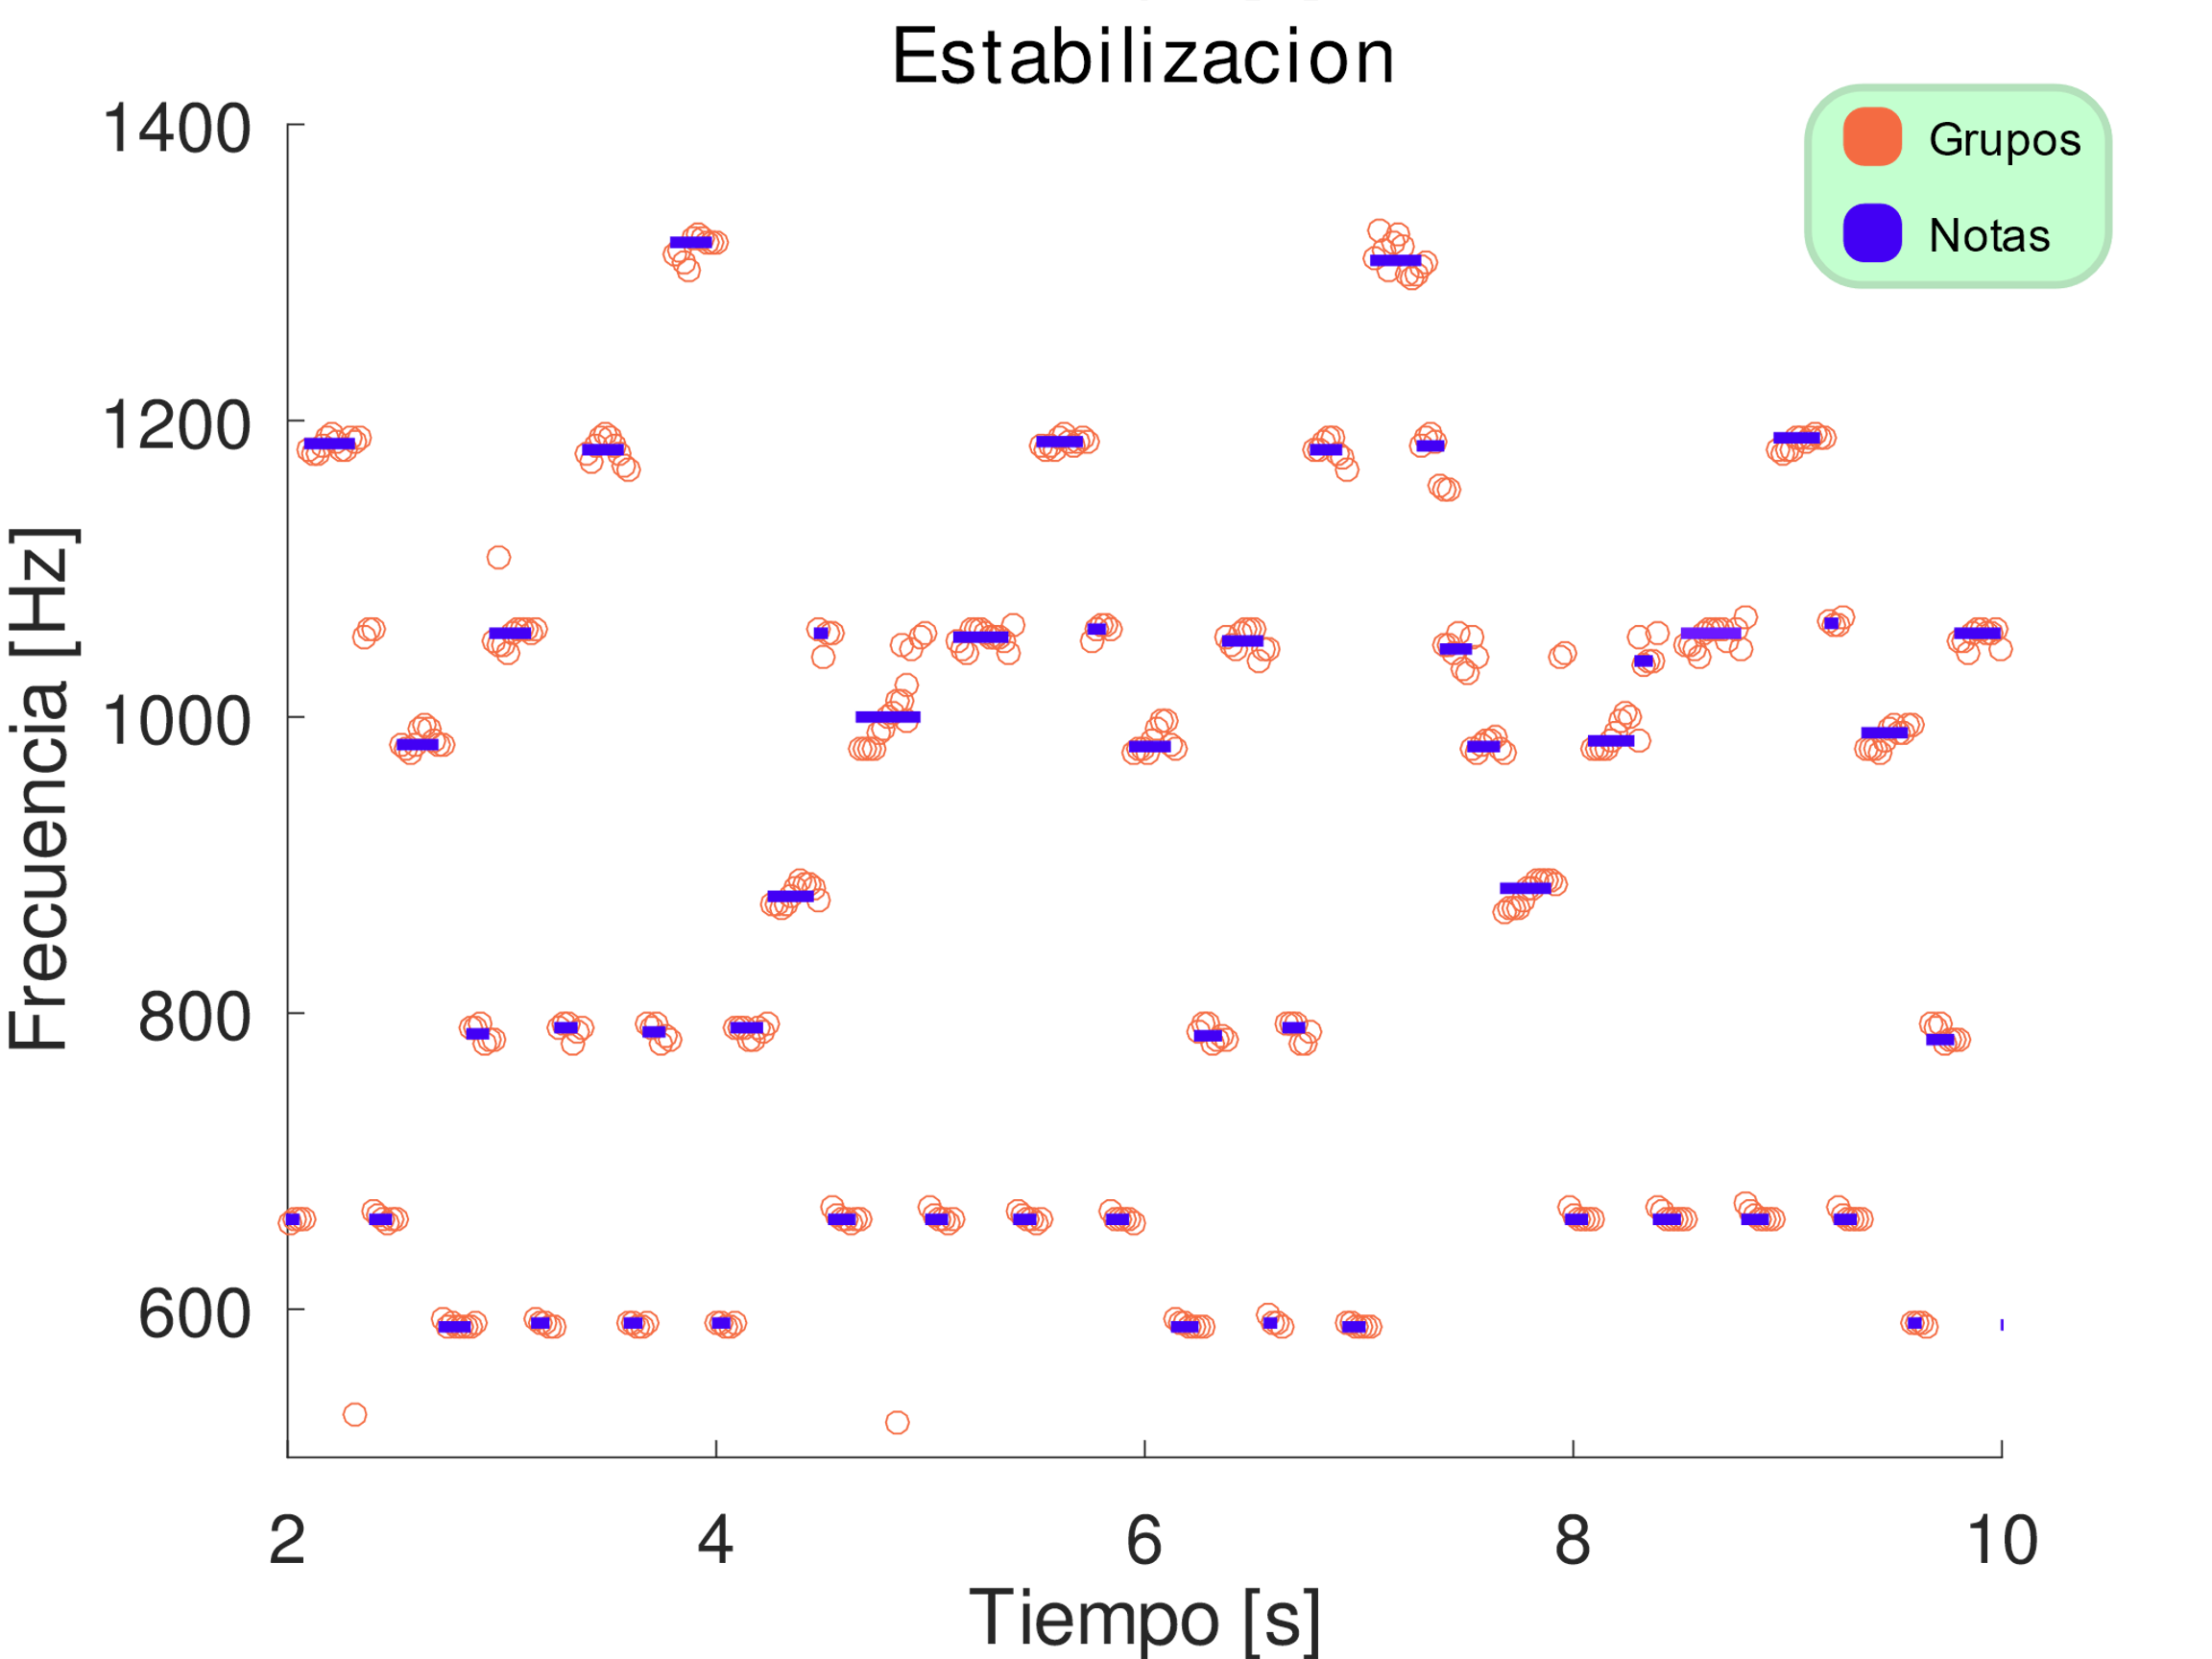 Estabilizacion
Grupos
Notas
Frecuencia [Hz]
1400
1200
1000
800
600
2
4
6
8
10
Tiempo [s]